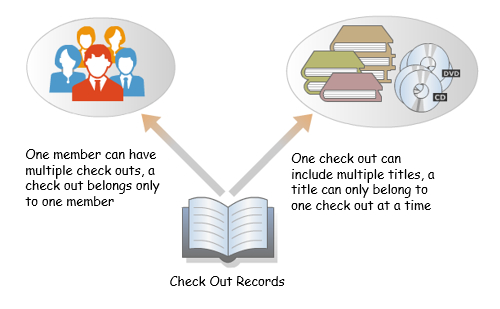 DVD
CD
One member can have
multiple check outs, a
check out belongs only
to one member
One check out can
include multiple titles, a
title can only belong to
one check out at a time
Check Out Records